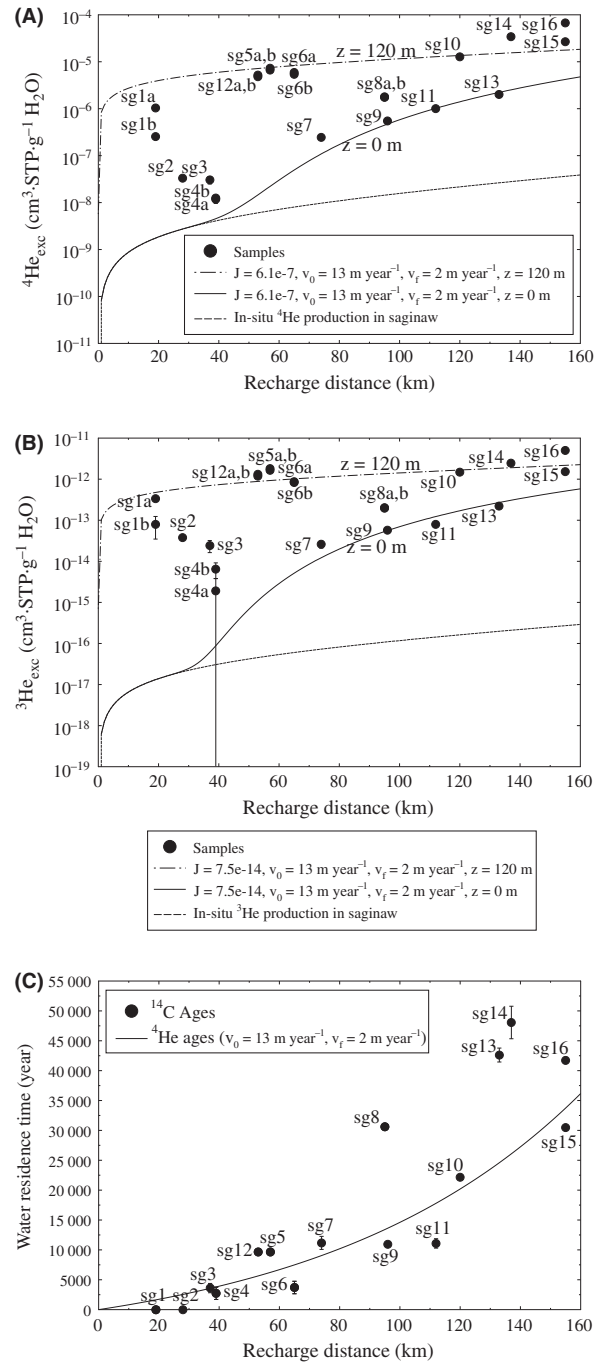 (A)
10⁻⁴
10⁻⁵
10⁻⁶
10⁻⁷
10⁻⁸
10⁻⁹
10⁻¹⁰
10⁻¹¹
⁴Heexc (cm³·STP·g⁻¹ H₂O)
sg14
sg16
sg5a,b
sg6a
z = 120 m
sg10
sg15
sg12a,b
sg6b
sg1a
sg8a,b
sg13
sg1b
sg7
sg9
sg11
z = 0 m
sg2
sg3
sg4b
sg4a
Samples
J = 6.1e-7, v₀ = 13 m year⁻¹, vf = 2 m year⁻¹, z = 120 m
J = 6.1e-7, v₀ = 13 m year⁻¹, vf = 2 m year⁻¹, z = 0 m
In-situ ⁴He production in saginaw
0 20 40 60 80 100 120 140 160
Recharge distance (km)
(B)
10⁻¹¹
10⁻¹²
10⁻¹³
10⁻¹⁴
10⁻¹⁵
10⁻¹⁶
10⁻¹⁷
10⁻¹⁸
10⁻¹⁹
³Heexc (cm³·STP·g⁻¹ H₂O)
sg5a,b
z = 120 m
sg14
sg16
sg12a,b
sg6a
sg6b
sg10
sg15
sg1a
sg8a,b
sg1b
sg2
sg9
sg13
sg3
sg7
z = 0 m
sg11
sg4b
sg4a
0 20 40 60 80 100 120 140 160
Recharge distance (km)
Samples
J = 7.5e-14, v₀ = 13 m year⁻¹, vf = 2 m year⁻¹, z = 120 m
J = 7.5e-14, v₀ = 13 m year⁻¹, vf = 2 m year⁻¹, z = 0 m
In-situ ³He production in saginaw
(C)
55 000
50 000
45 000
40 000
35 000
30 000
25 000
20 000
15 000
10 000
5000
0
Water residence time (year)
¹⁴C Ages
⁴He ages (v₀ = 13 m year⁻¹, vf = 2 m year⁻¹)
sg14
sg13
sg16
sg8
sg15
sg10
sg7
sg5
sg12
sg11
sg9
sg3
sg6
sg4
sg1
sg2
0 20 40 60 80 100 120 140 160
Recharge distance (km)